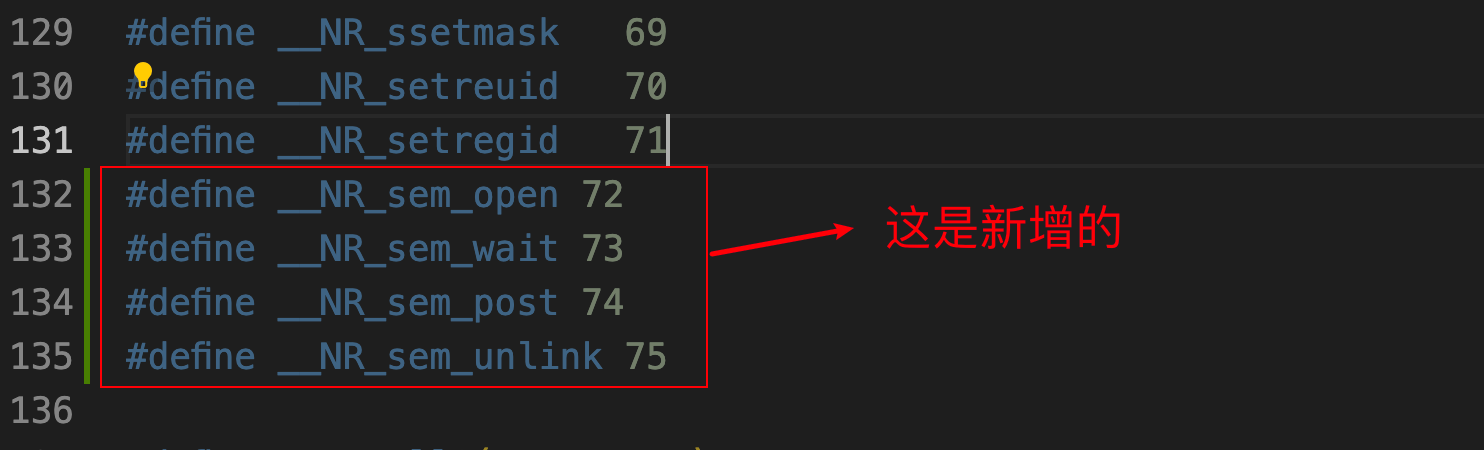 129 #define __NR_ssetmask 69
130 #define __NR_setreuid 70
131 #define __NR_setregid 71
132 #define __NR_sem_open 72
133 #define __NR_sem_wait 73
134 #define __NR_sem_post 74
135 #define __NR_sem_unlink 75
136
这是新增的